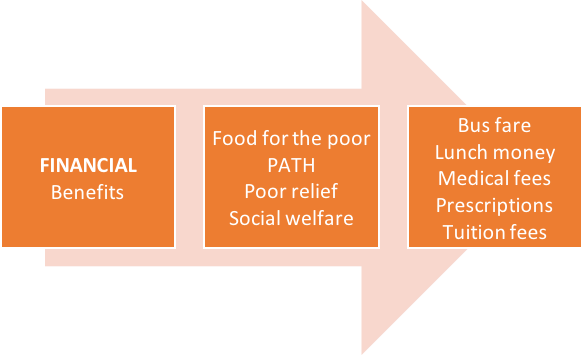 FINANCIAL
Benefits
Food for the poor
PATH
Poor relief
Social welfare
Bus fare
Lunch money
Medical fees
Prescriptions
Tuition fees